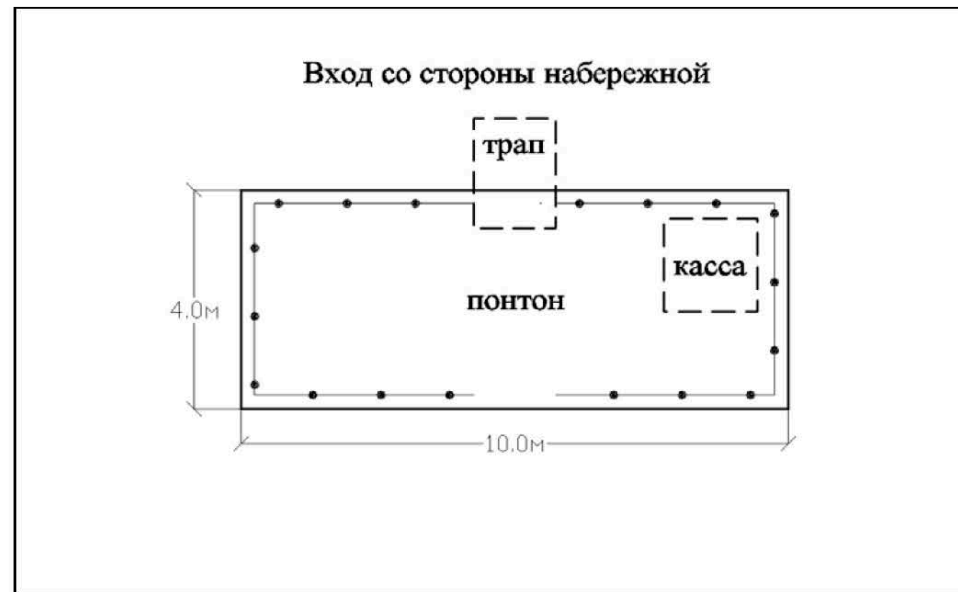 Вход со стороны набережной
трап
касса
понтон
4.0м
10.0м